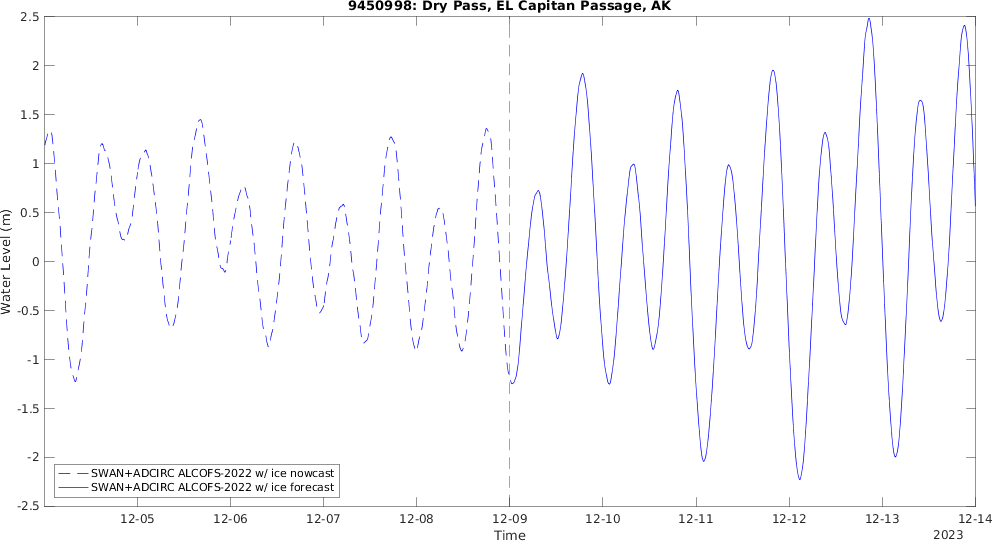 9450998: Dry Pass, EL Capitan Passage, AK
2.5
2
1.5
1
0.5
0
-0.5
-1
-1.5
-2
-2.5
Water Level (m)
SWAN+ADCIRC ALCOFS-2022 w/ ice nowcast
SWAN+ADCIRC ALCOFS-2022 w/ ice forecast
12-05 12-06 12-07 12-08 12-09 12-10 12-11 12-12 12-13 12-14
Time
2023